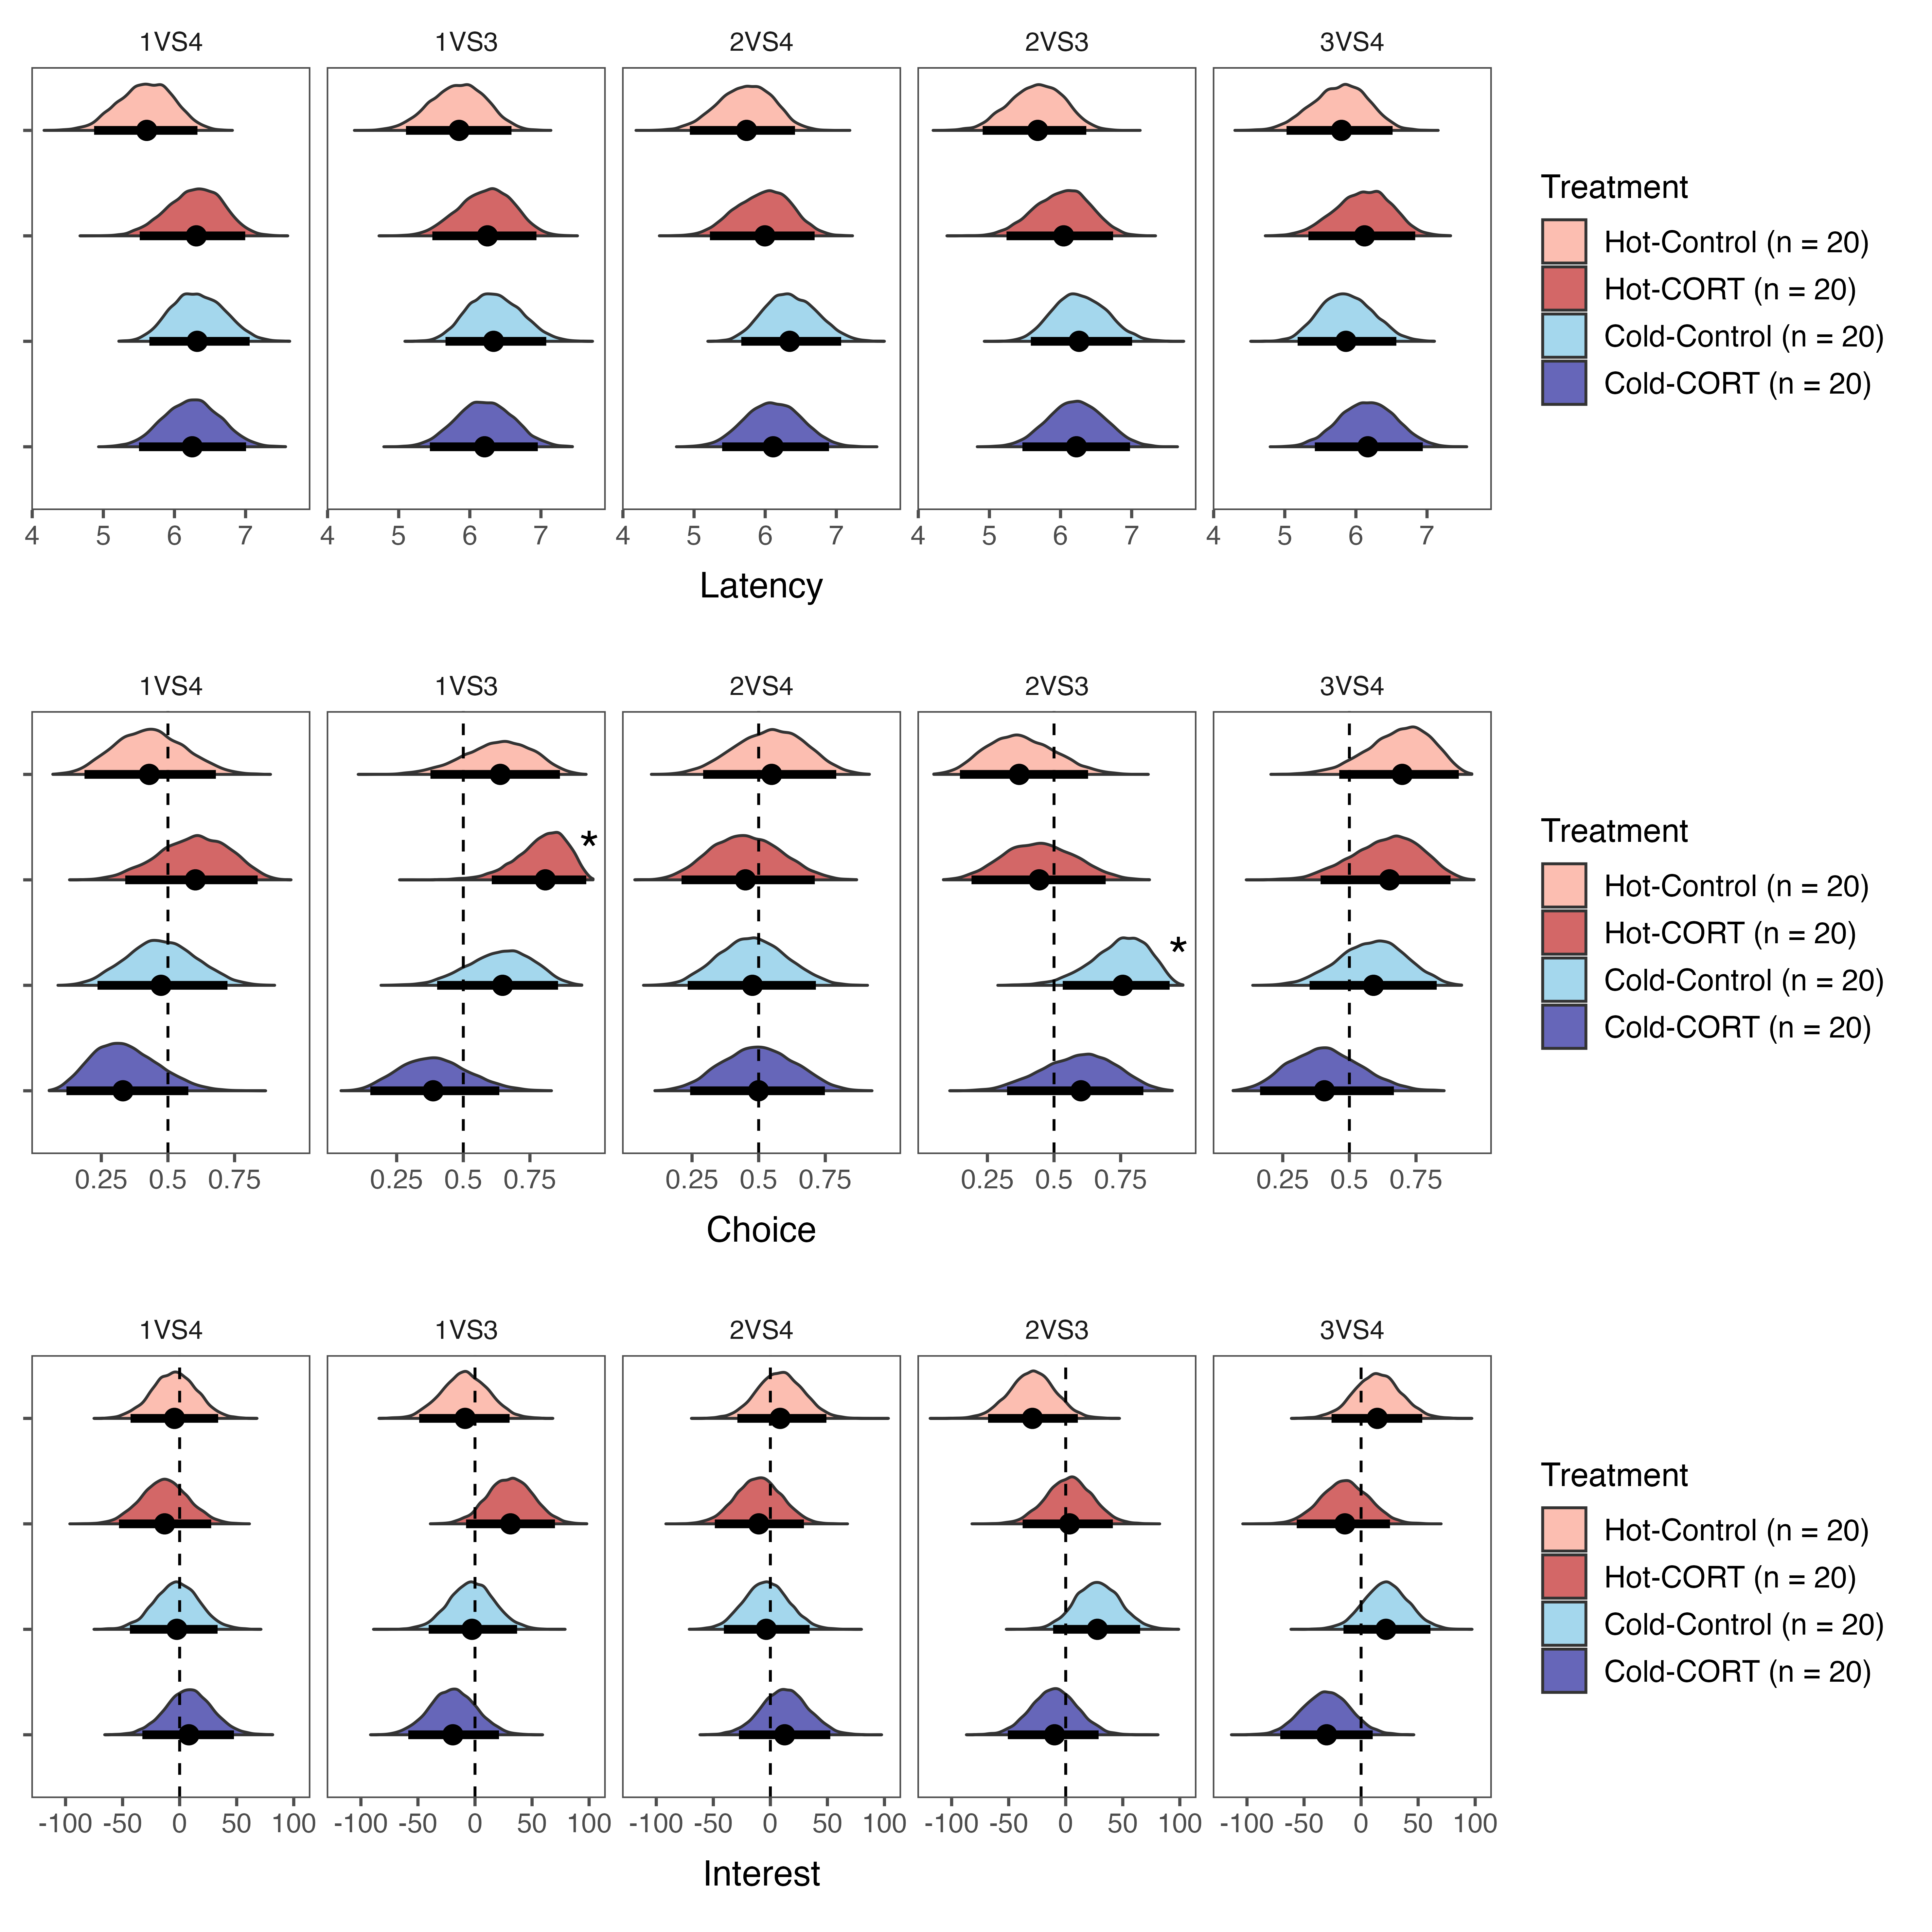 1VS4 1VS3 2VS4 2VS3 3VS4
Treatment
Hot-Control (n = 20)
Hot-CORT (n = 20)
Cold-Control (n = 20)
Cold-CORT (n = 20)
4 5 6 7 4 5 6 7 4 5 6 7 4 5 6 7 4 5 6 7
Latency
1VS4 1VS3 2VS4 2VS3 3VS4
Treatment
Hot-Control (n = 20)
*
Hot-CORT (n = 20)
*
Cold-Control (n = 20)
Cold-CORT (n = 20)
0.25 0.5 0.75 0.25 0.5 0.75 0.25 0.5 0.75 0.25 0.5 0.75 0.25 0.5 0.75
Choice
1VS4 1VS3 2VS4 2VS3 3VS4
Treatment
Hot-Control (n = 20)
Hot-CORT (n = 20)
Cold-Control (n = 20)
Cold-CORT (n = 20)
-100 -50 0 50 100 -100 -50 0 50 100 -100 -50 0 50 100 -100 -50 0 50 100 -100 -50 0 50 100
Interest